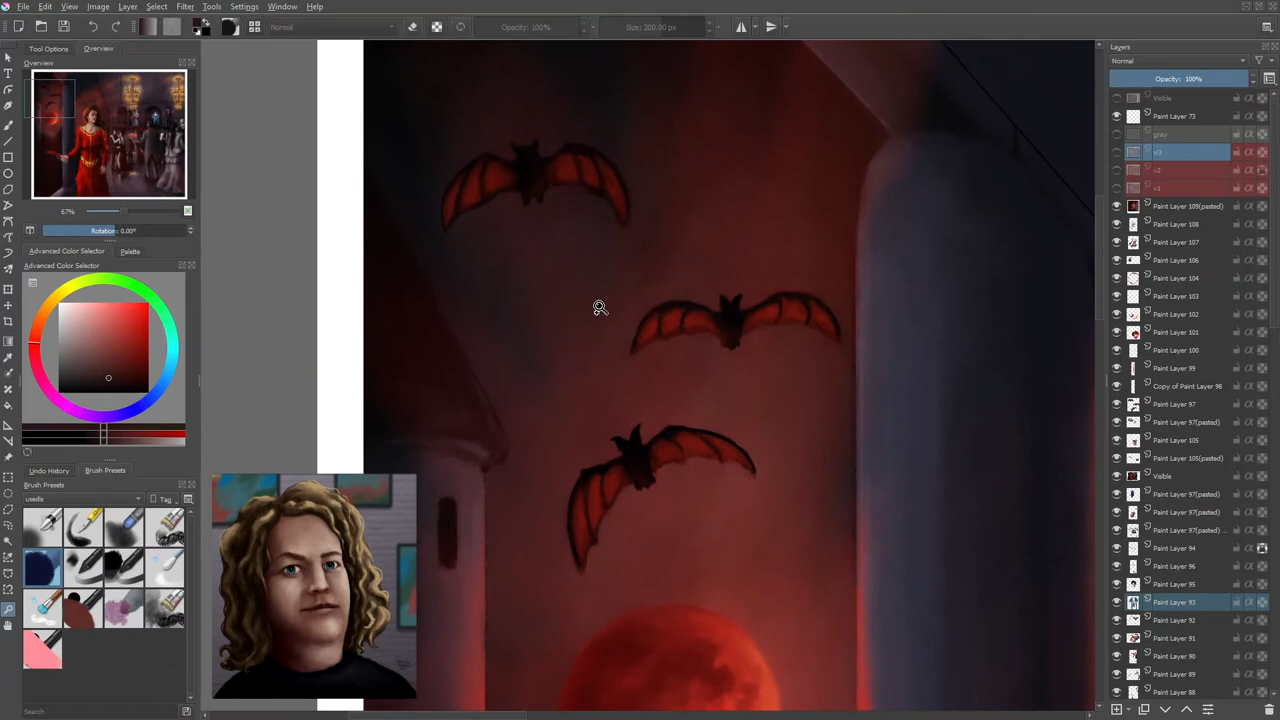 File Edit View Image Layer Select Filter Tools Settings Window Help
Normal
Opacity: 100%
Size: 200.00 px
Tool Options Overview
Overview
67%
Rotation: 0.00°
Advanced Color Selector Palette
Advanced Color Selector
Undo History Brush Presets
Brush Presets
usedis
Tag
Search
Layers
Normal
Opacity: 100%
Visible
Paint Layer 73
grey
v3
v2
v1
Paint Layer 109(pasted)
Paint Layer 108
Paint Layer 107
Paint Layer 106
Paint Layer 104
Paint Layer 103
Paint Layer 102
Paint Layer 101
Paint Layer 100
Paint Layer 99
Copy of Paint Layer 98
Paint Layer 97
Paint Layer 97(pasted)
Paint Layer 105
Paint Layer 105(pasted)
Visible
Paint Layer 97(pasted)
Paint Layer 97(pasted)
Paint Layer 97(pasted) ...
Paint Layer 94
Paint Layer 96
Paint Layer 95
Paint Layer 93
Paint Layer 92
Paint Layer 91
Paint Layer 90
Paint Layer 89
Paint Layer 88